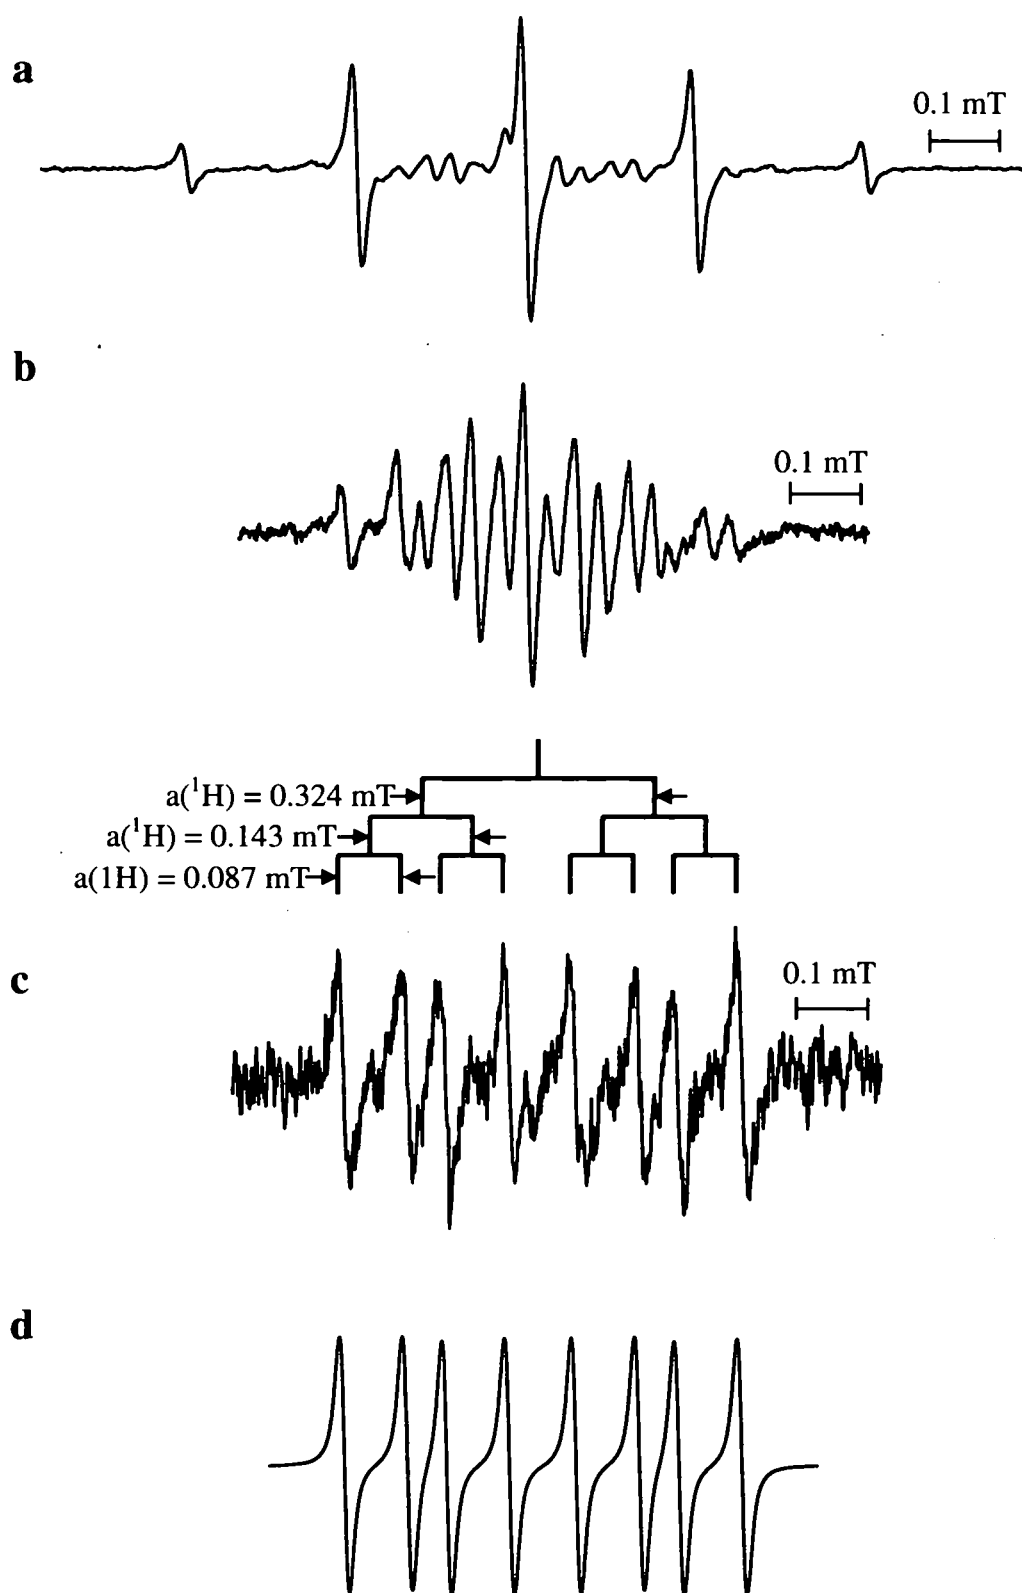 a
0.1 mT
b
0.1 mT
a(¹H) = 0.324 mT
a(¹H) = 0.143 mT
a(1H) = 0.087 mT
c
0.1 mT
d